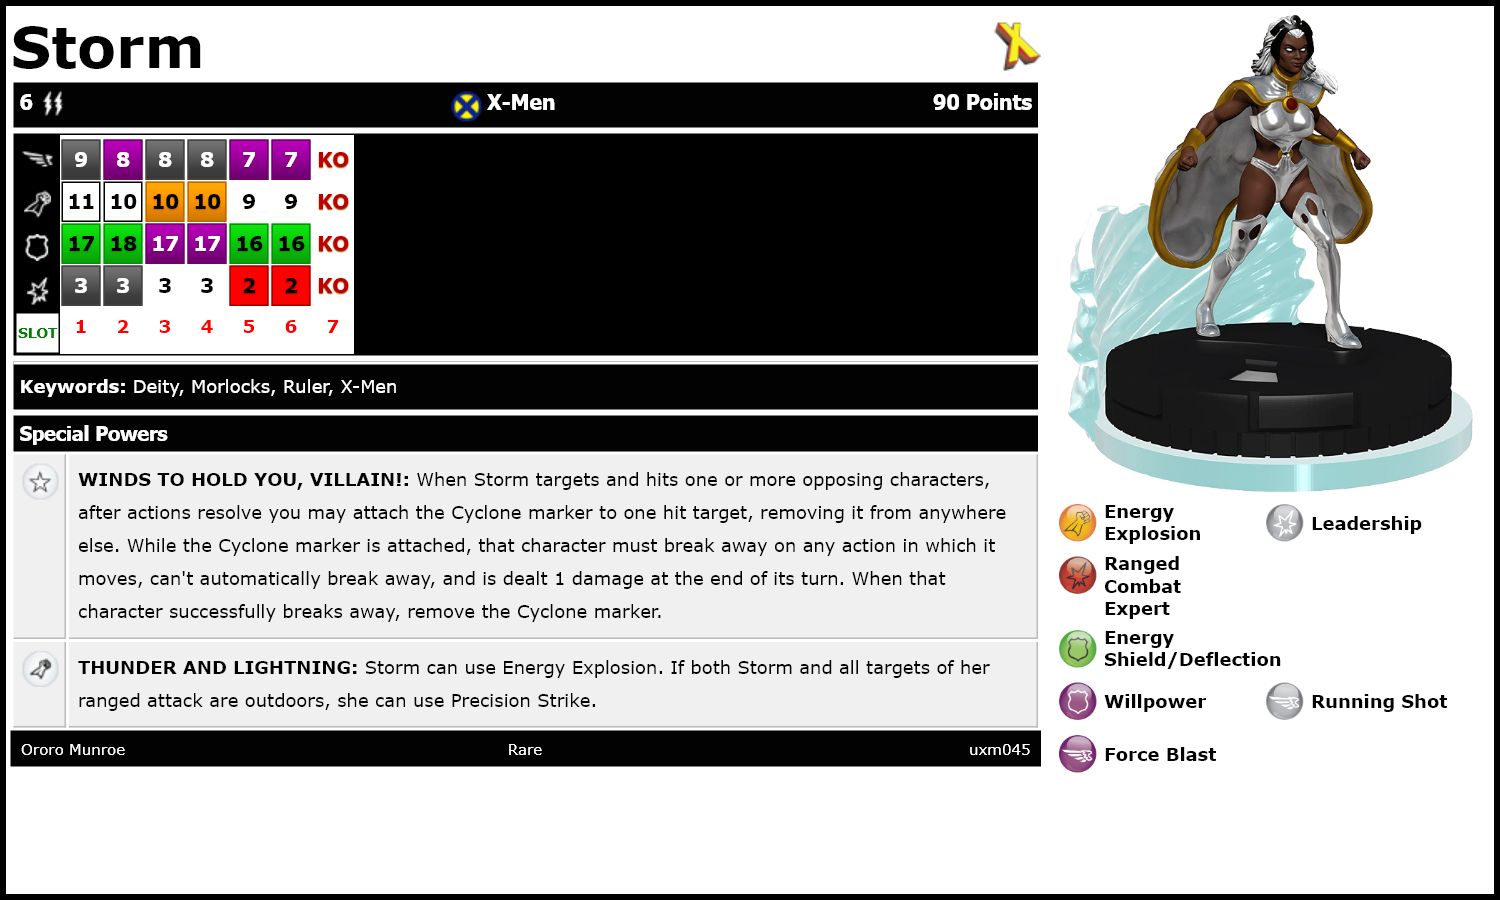 Storm
X
6 X-Men 90 Points
9 8 8 8 7 7 KO
11 10 10 10 9 9 KO
17 18 17 17 16 16 KO
3 3 3 3 2 2 KO
SLOT 1 2 3 4 5 6 7
Keywords: Deity, Morlocks, Ruler, X-Men
Special Powers
WINDS TO HOLD YOU, VILLAIN!: When Storm targets and hits one or more opposing characters,
after actions resolve you may attach the Cyclone marker to one hit target, removing it from anywhere
else. While the Cyclone marker is attached, that character must break away on any action in which it
moves, can't automatically break away, and is dealt 1 damage at the end of its turn. When that
character successfully breaks away, remove the Cyclone marker.
THUNDER AND LIGHTNING: Storm can use Energy Explosion. If both Storm and all targets of her
ranged attack are outdoors, she can use Precision Strike.
Ororo Munroe Rare uxm045
Energy
Explosion
Leadership
Ranged
Combat
Expert
Energy
Shield/Deflection
Willpower
Running Shot
Force Blast